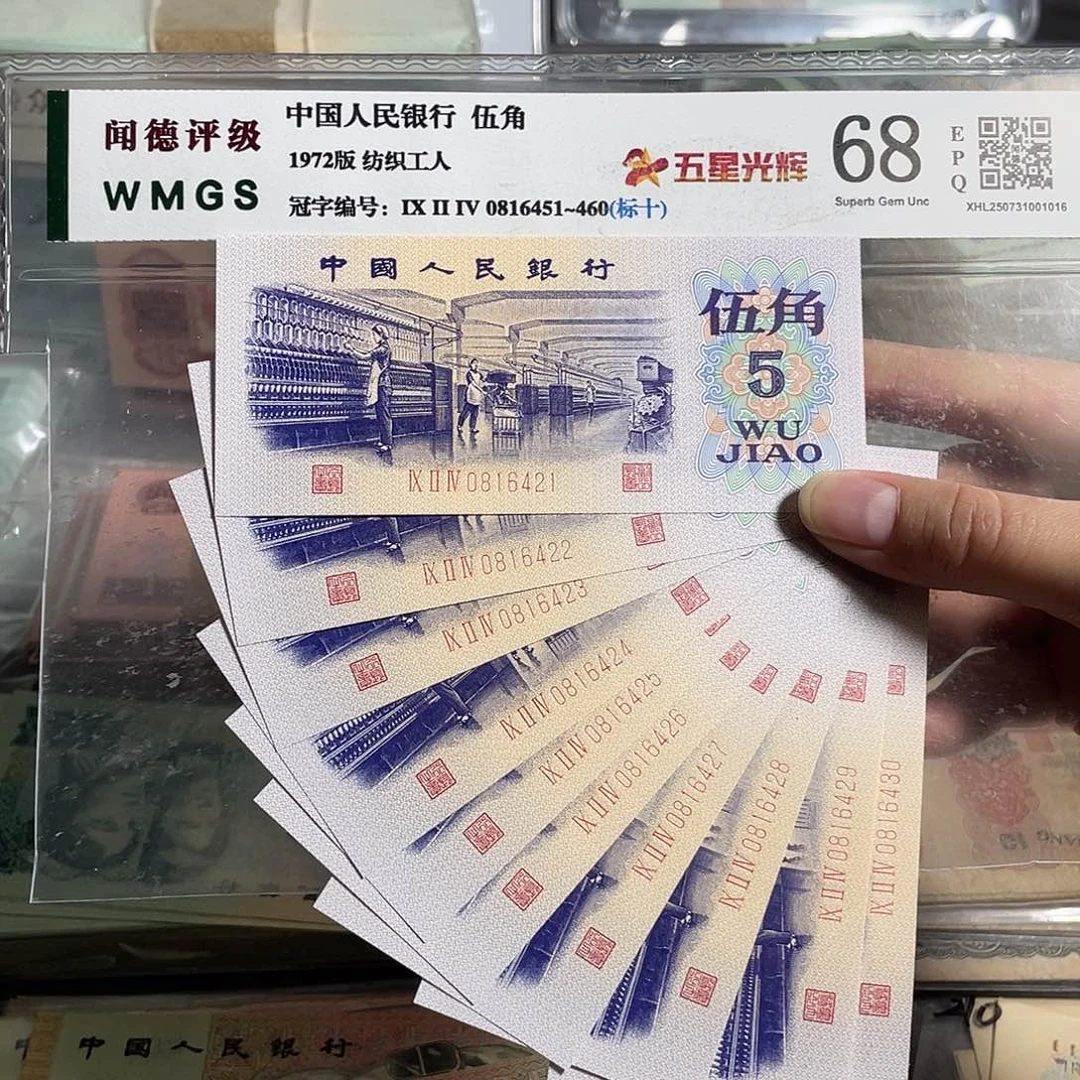 闻德评级
WMGS
中国人民银行 伍角
1972版 纺织工人
冠字编号：IX II IV 0816451~460(标十)
五星光辉
68
Superb Gem Unc
EPQ
XHL250731001016
中國人民銀行
伍角
5
WU
JIAO
IX II IV 0816421
IX II IV 0816422
IX II IV 0816423
IX II IV 0816424
IX II IV 0816425
IX II IV 0816426
IX II IV 0816427
IX II IV 0816428
IX II IV 0816429
IX II IV 0816430
中國人民銀行